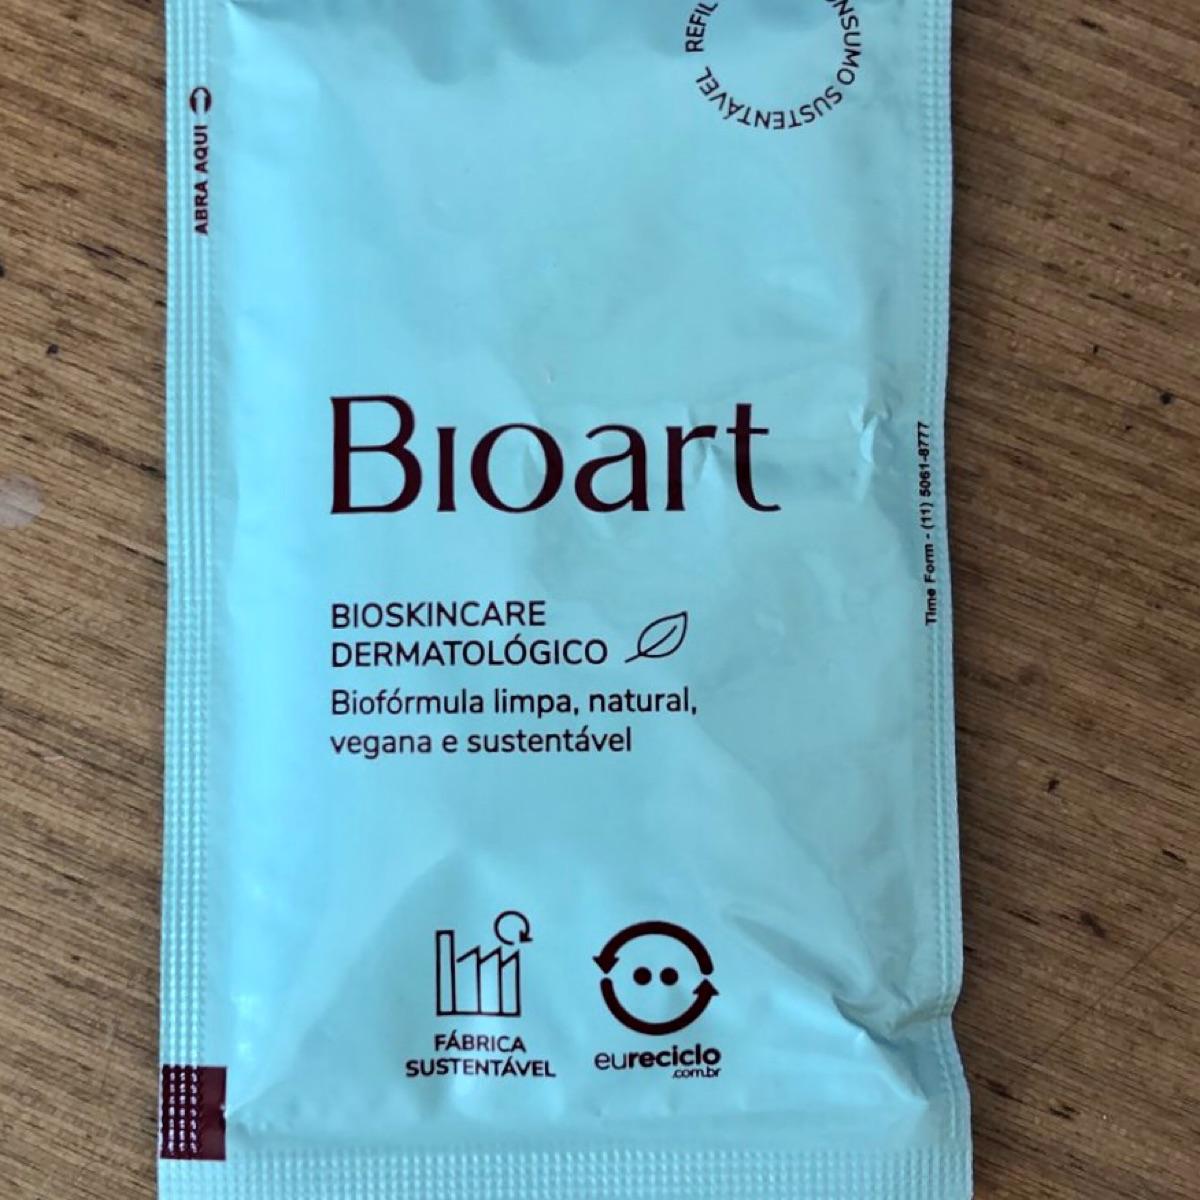 REFIL
NSUMO SUSTENTÁVEL
ABRA AQUI
Bioart
BIOSKINCARE
DERMATOLÓGICO
Biofórmula limpa, natural,
vegana e sustentável
Time Form - (11) 5061-8777
FÁBRICA
SUSTENTÁVEL
eureciclo
.com.br